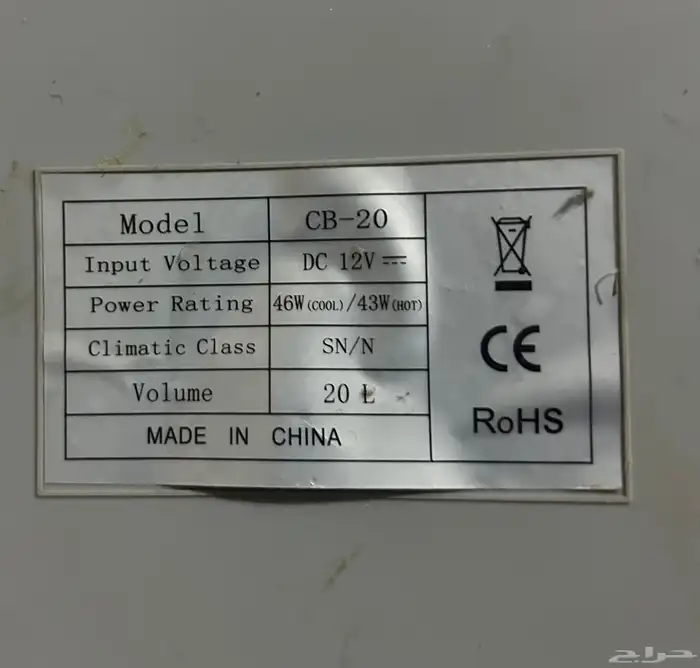 Model CB-20
Input Voltage DC 12V
Power Rating 46W(COOL)/43W(HOT)
Climatic Class SN/N
Volume 20 L
MADE IN CHINA
CE
RoHS
حراج